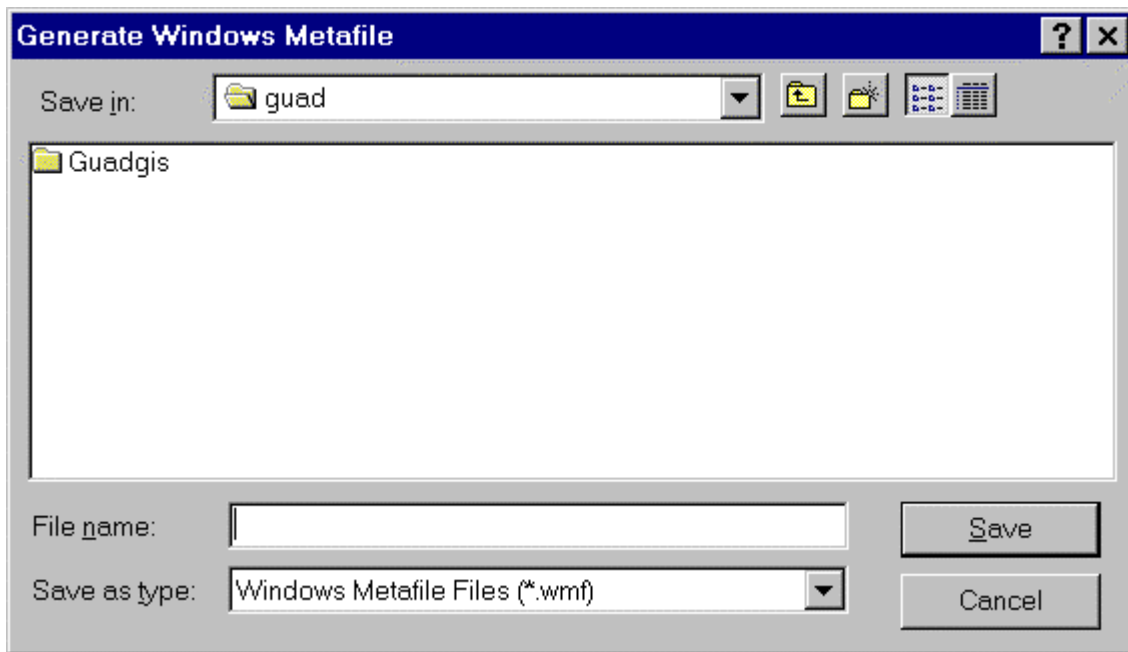 Generate Windows Metafile
Save in: guad
Guadgis
File name: Save
Save as type: Windows Metafile Files (*.wmf)
Cancel